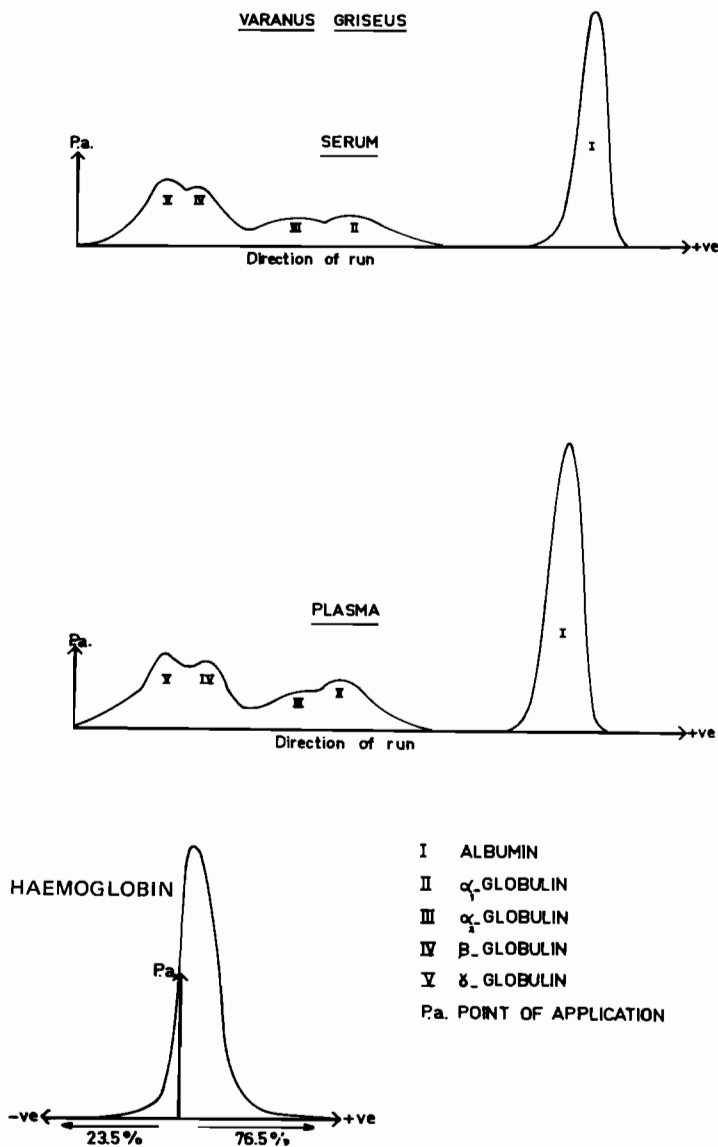 VARANUS GRISEUS
SERUM
P.a.
I
V IV III II
+ve
Direction of run
PLASMA
P.a.
I
V IV III II
+ve
Direction of run
HAEMOGLOBIN
P.a.
-ve +ve
23.5% 76.5%
I ALBUMIN
II α₁-GLOBULIN
III α₂-GLOBULIN
IV β-GLOBULIN
V γ-GLOBULIN
P.a. POINT OF APPLICATION